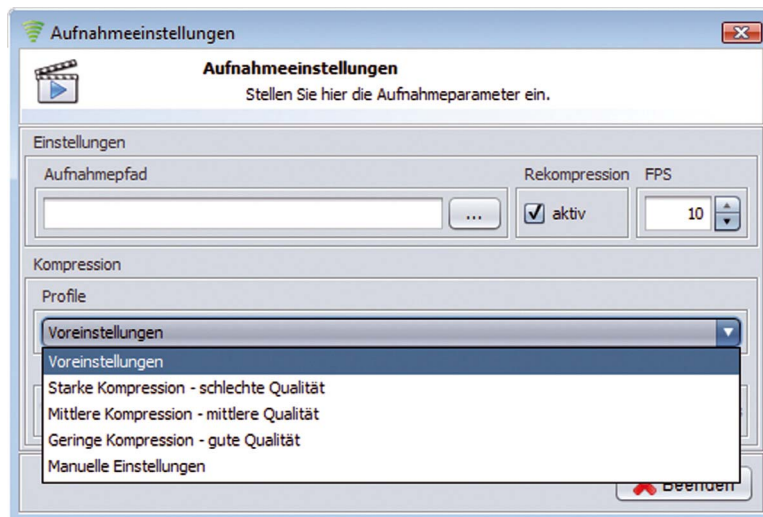 Aufnahmeeinstellungen
Aufnahmeeinstellungen
Stellen Sie hier die Aufnahmeparameter ein.
Einstellungen
Aufnahmepfad
Rekompression
FPS
...
aktiv
10
Kompression
Profile
Voreinstellungen
Voreinstellungen
Starke Kompression - schlechte Qualität
Mittlere Kompression - mittlere Qualität
Geringe Kompression - gute Qualität
Manuelle Einstellungen
Beenden